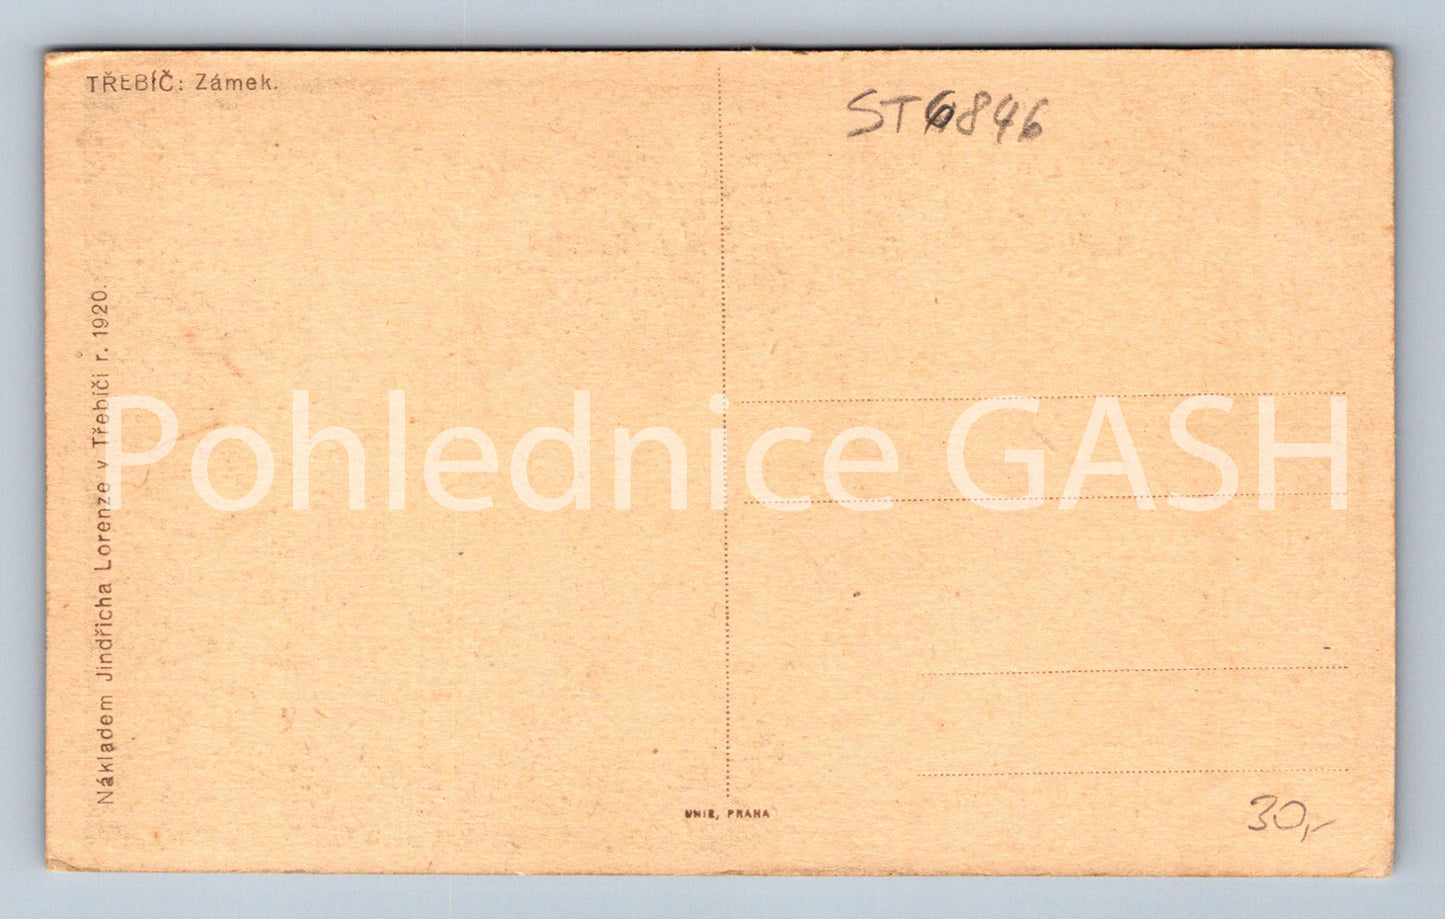 TŘEBÍČ: Zámek.
ST6846
Nákladem Jindřicha Lorenze v Třebíči r. 1920.
Pohlednice GASH
UNIE, PRAHA
30,-